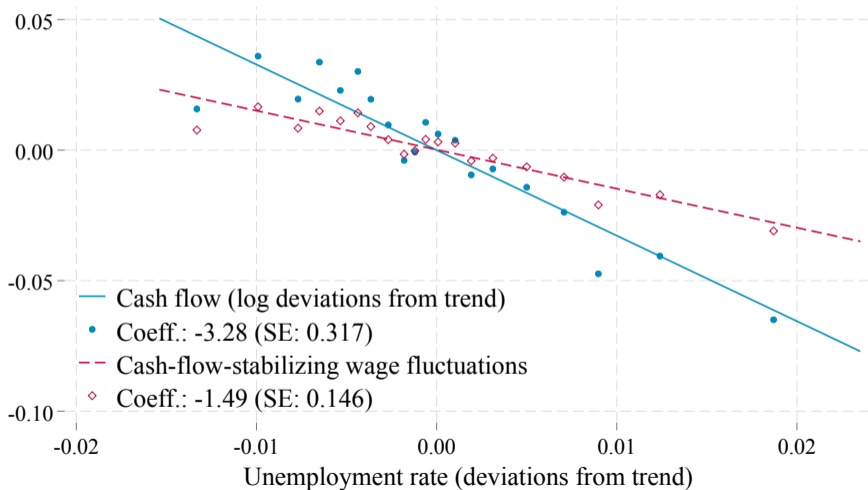 0.05
0.00
-0.05
-0.10
Cash flow (log deviations from trend)
Coeff.: -3.28 (SE: 0.317)
Cash-flow-stabilizing wage fluctuations
Coeff.: -1.49 (SE: 0.146)
-0.02 -0.01 0.00 0.01 0.02
Unemployment rate (deviations from trend)